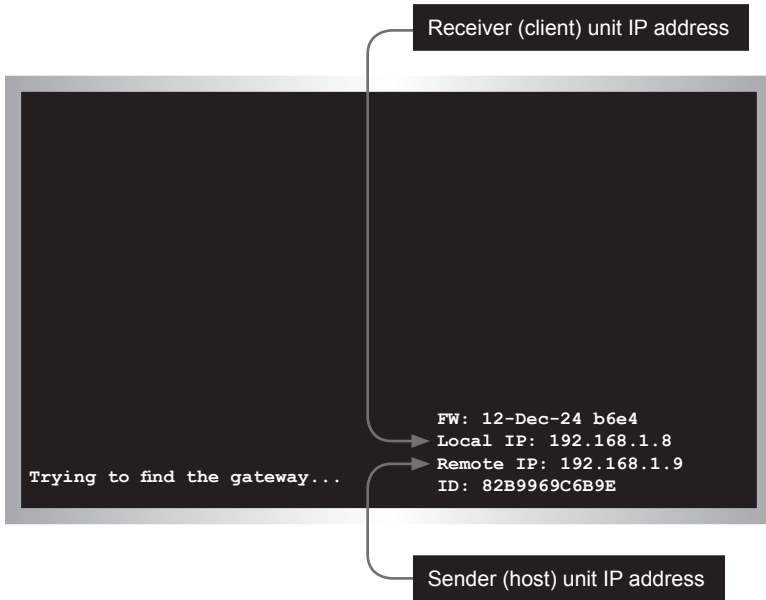 Receiver (client) unit IP address
FW: 12-Dec-24 b6e4
Local IP: 192.168.1.8
Remote IP: 192.168.1.9
Trying to find the gateway...
ID: 82B9969C6B9E
Sender (host) unit IP address